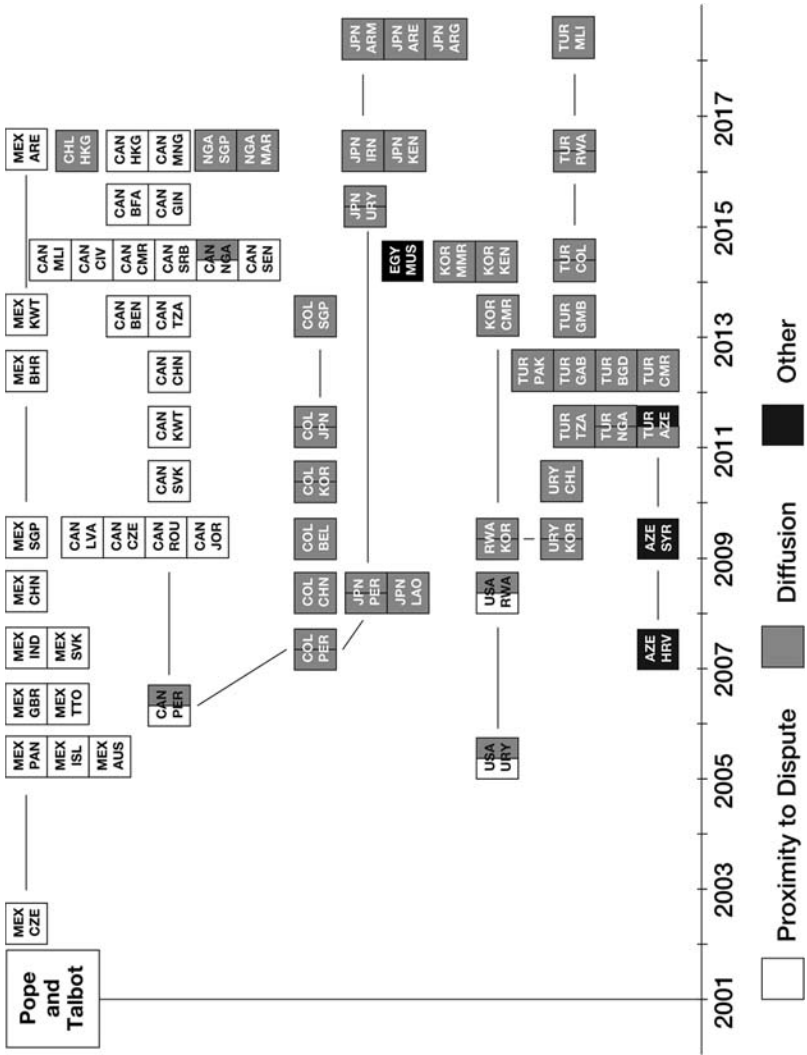 Pope
and
Talbot
MEX
CZE
MEX
PAN
MEX
ISL
MEX
AUS
USA
URY
MEX
GBR
MEX
TTO
CAN
PER
MEX
IND
MEX
SVK
COL
PER
AZE
HRV
MEX
CHN
COL
CHN
JPN
PER
JPN
LAO
USA
RWA
MEX
SGP
CAN
LVA
CAN
CZE
CAN
ROU
CAN
JOR
COL
BEL
RWA
KOR
URY
KOR
AZE
SYR
CAN
SVK
COL
KOR
URY
CHL
CAN
KWT
COL
JPN
TUR
TZA
TUR
NGA
TUR
AZE
MEX
BHR
CAN
CHN
TUR
PAK
TUR
GAB
TUR
BGD
TUR
CMR
MEX
KWT
CAN
BEN
CAN
TZA
COL
SGP
KOR
CMR
TUR
GMB
CAN
MLI
CAN
CIV
CAN
CMR
CAN
SRB
CAN
NGA
CAN
SEN
EGY
MUS
KOR
MMR
KOR
KEN
TUR
COL
CAN
BFA
CAN
GIN
JPN
URY
MEX
ARE
CHL
HKG
CAN
HKG
CAN
MNG
NGA
SGP
NGA
MAR
JPN
IRN
JPN
KEN
TUR
RWA
JPN
ARM
JPN
ARE
JPN
ARG
TUR
MLI
2001 2003 2005 2007 2009 2011 2013 2015 2017
Proximity to Dispute Diffusion Other